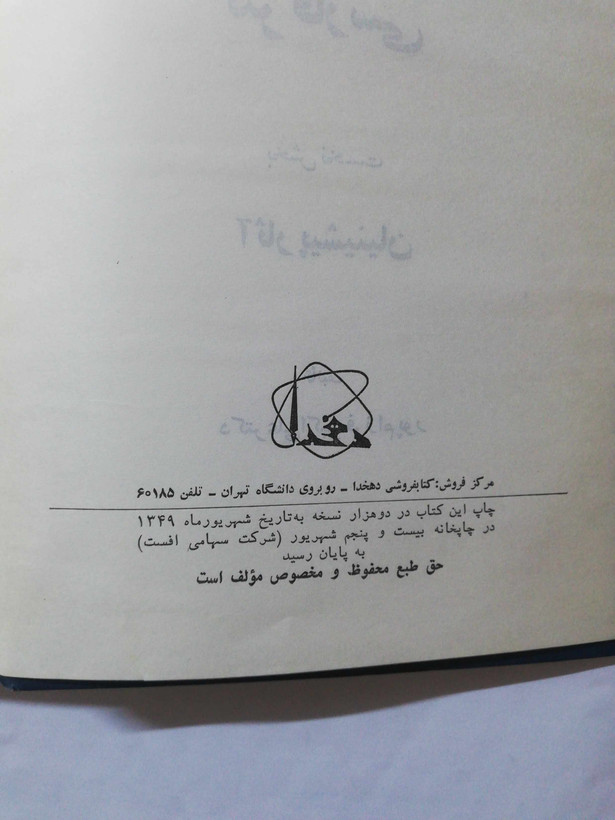 دهخدا
مرکز فروش: کتابفروشی دهخدا ـ روبروی دانشگاه تهران ـ تلفن ۶۰۱۸۵
چاپ این کتاب در دوهزار نسخه به‌تاریخ شهریورماه ۱۳۴۹
در چاپخانه بیست و پنجم شهریور (شرکت سهامی افست)
به پایان رسید
حق طبع محفوظ و مخصوص مؤلف است